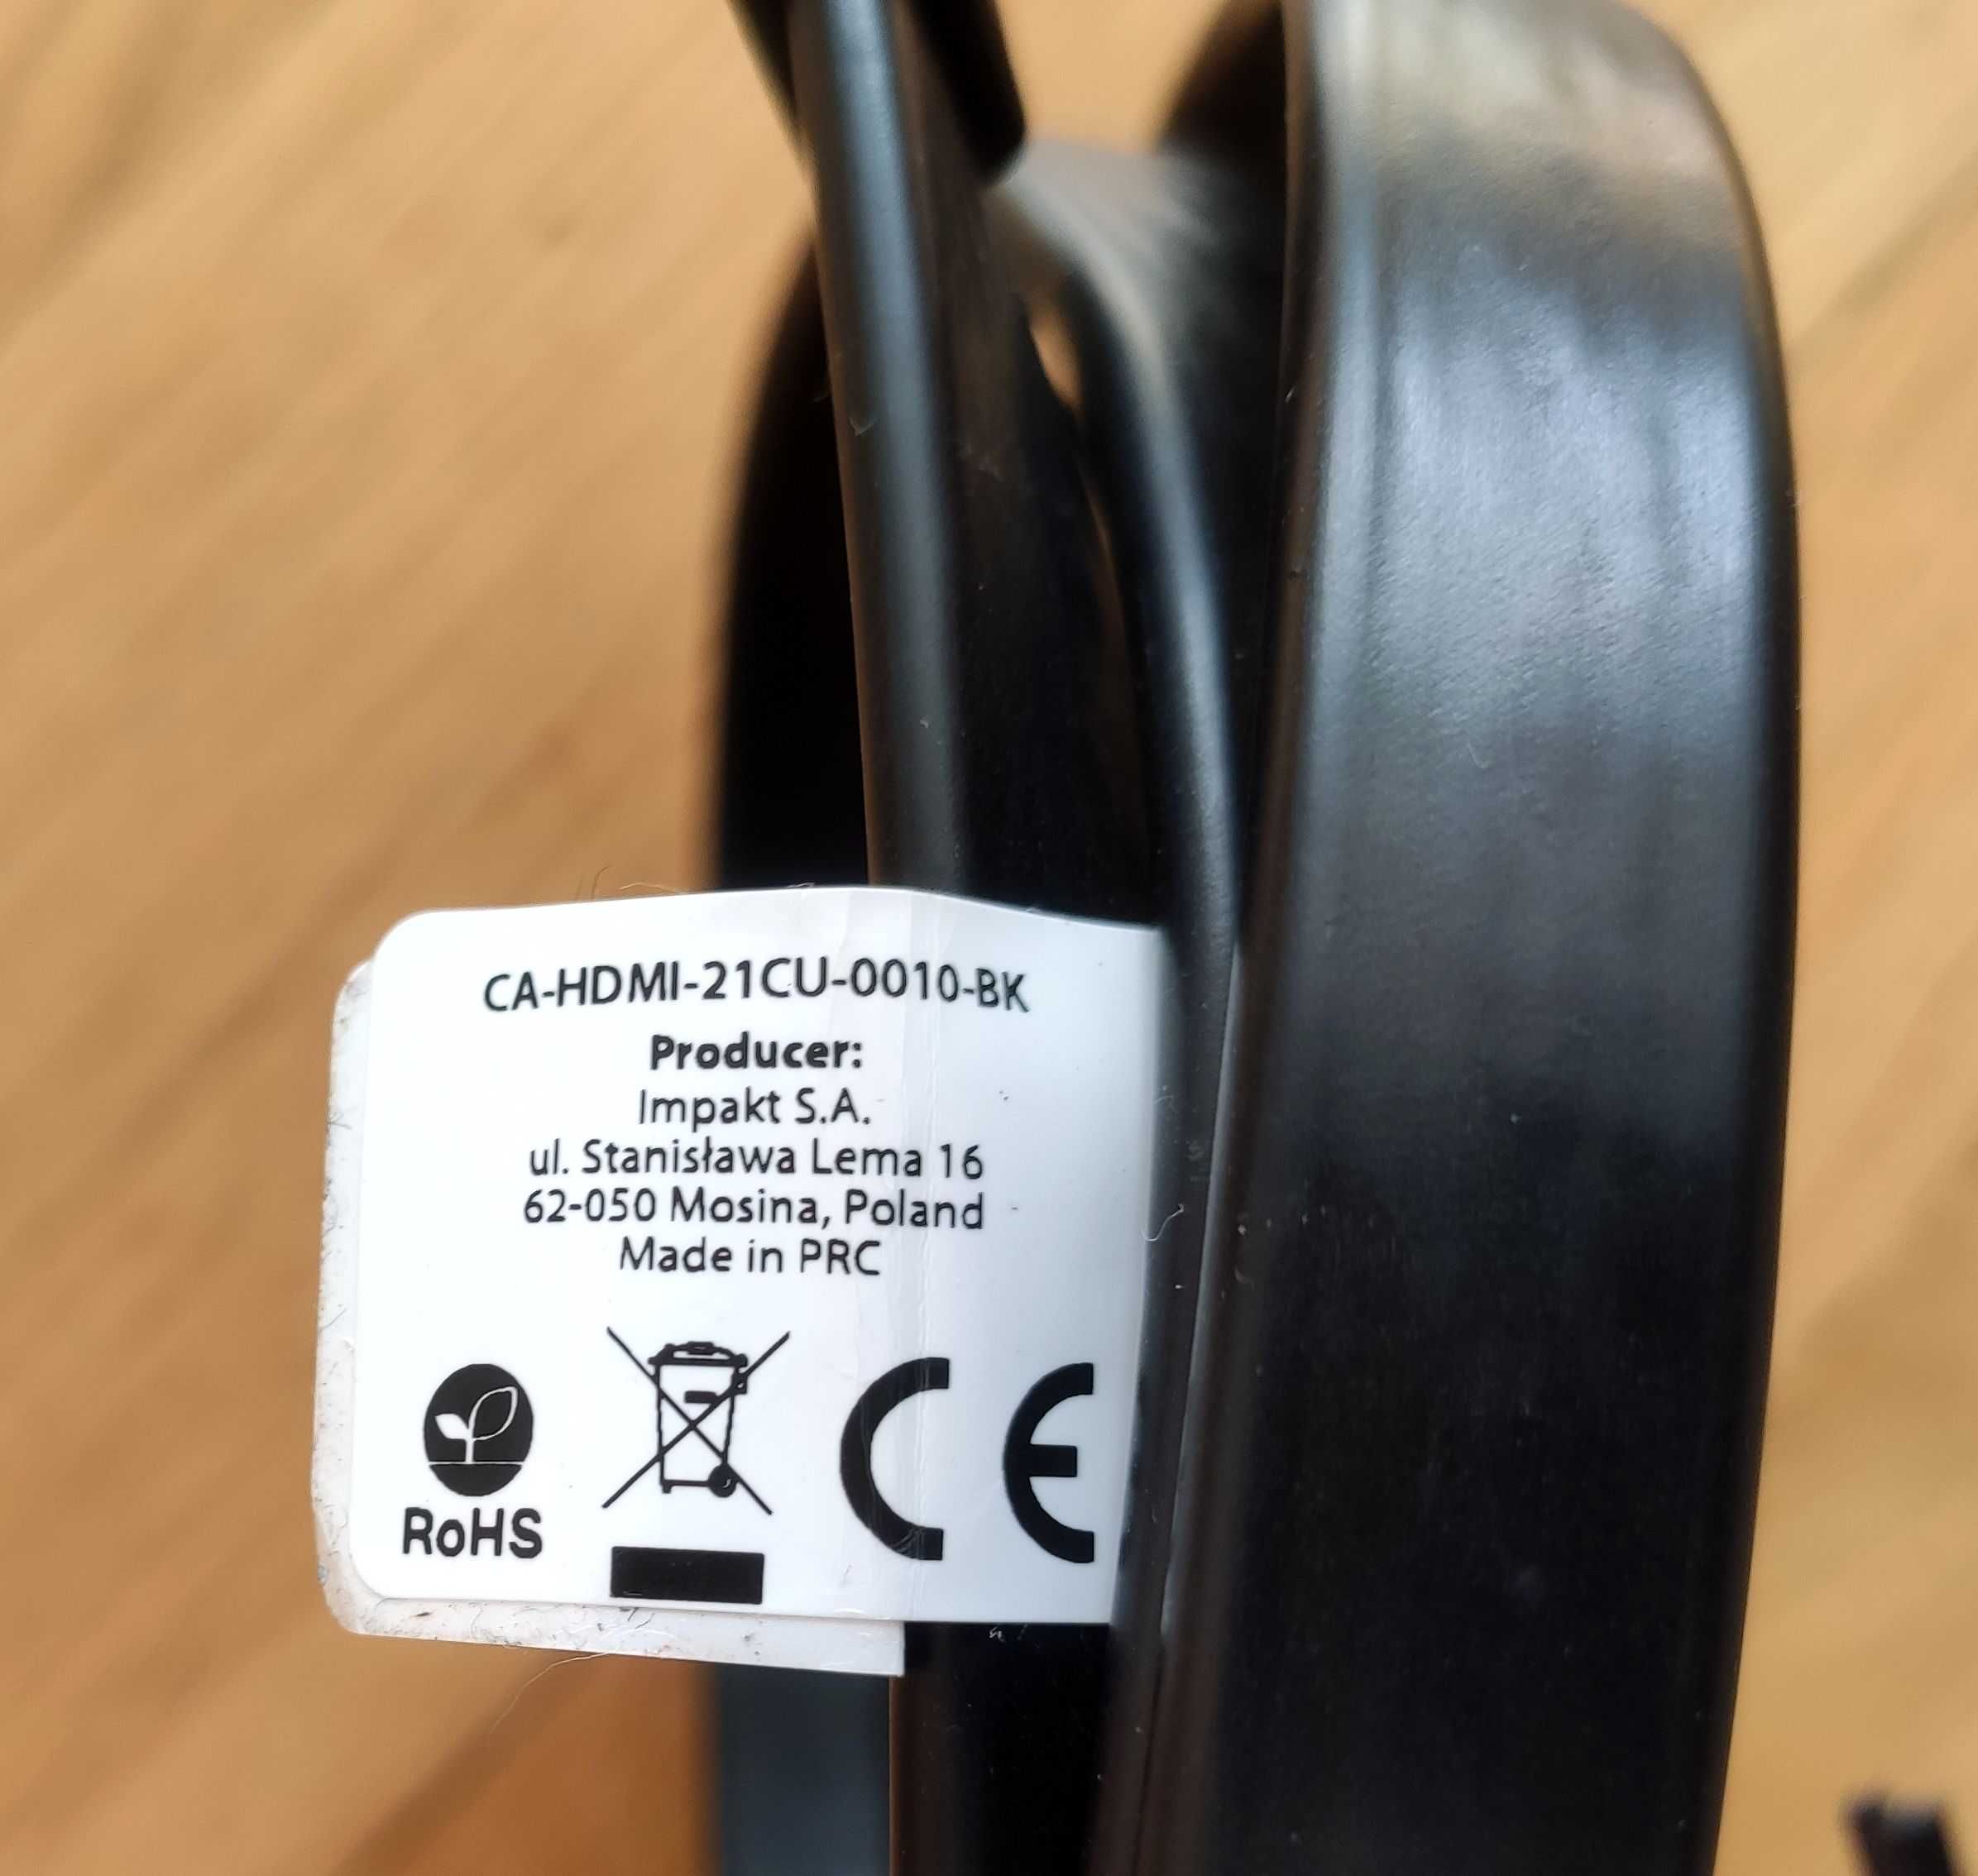 CA-HDMI-21CU-0010-BK
Producer:
Impakt S.A.
ul. Stanisława Lema 16
62-050 Mosina, Poland
Made in PRC
RoHS
CE